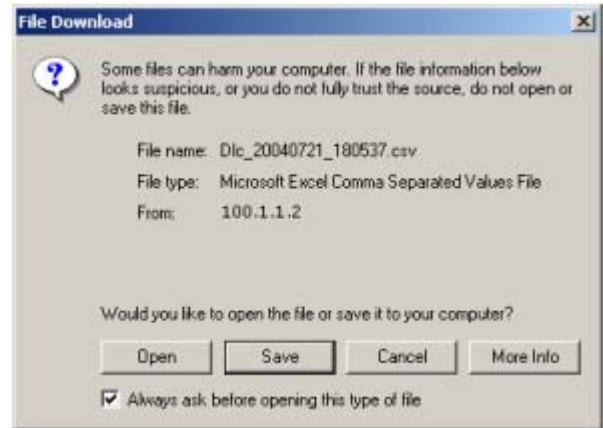 File Download
Some files can harm your computer. If the file information below
looks suspicious, or you do not fully trust the source, do not open or
save this file.
File name: Dlc_20040721_180537.csv
File type: Microsoft Excel Comma Separated Values File
From: 100.1.1.2
Would you like to open the file or save it to your computer?
Open Save Cancel More Info
Always ask before opening this type of file